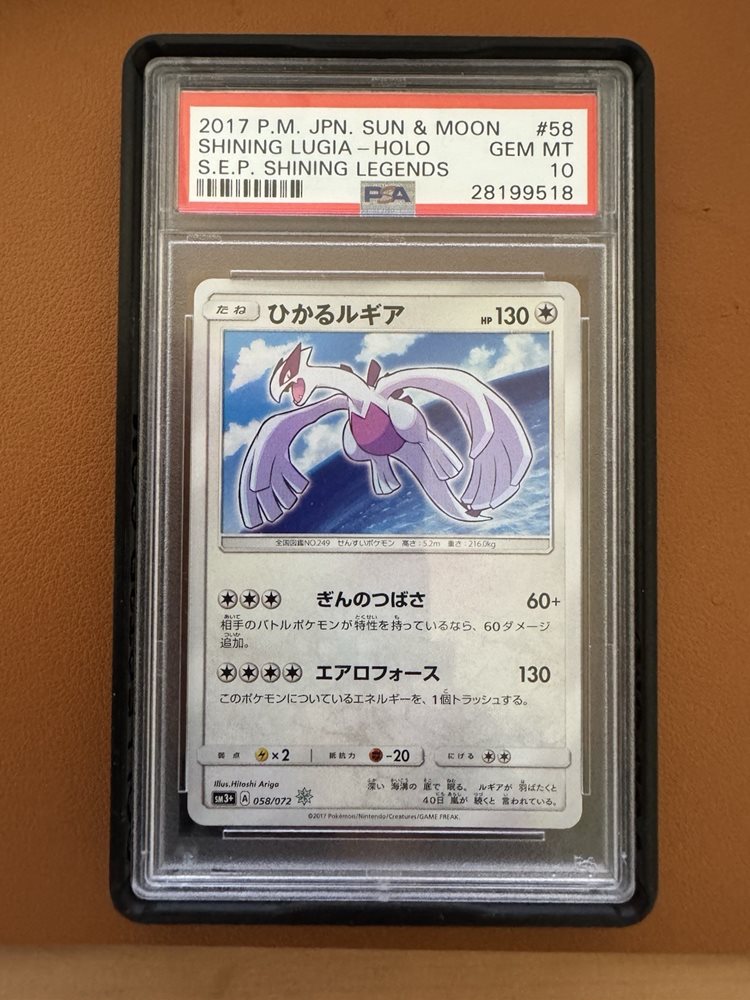 2017 P.M. JPN. SUN & MOON #58
SHINING LUGIA-HOLO GEM MT
S.E.P. SHINING LEGENDS 10
PSA 28199518
たね ひかるルギア HP 130
全国図鑑NO.249 せんすいポケモン 高さ:5.2m 重さ:216.0kg
ぎんのつばさ 60+
相手のバトルポケモンが特性を持っているなら、60ダメージ
追加。
エアロフォース 130
このポケモンについているエネルギーを、1個トラッシュする。
弱点 ×2 抵抗力 -20 にげる
Illus.Hitoshi Ariga
深い 海溝の 底で 眠る。 ルギアが 羽ばたくと
SM3+ A 058/072
40日 嵐が 続くと 言われている。
©2017 Pokémon/Nintendo/Creatures/GAME FREAK.